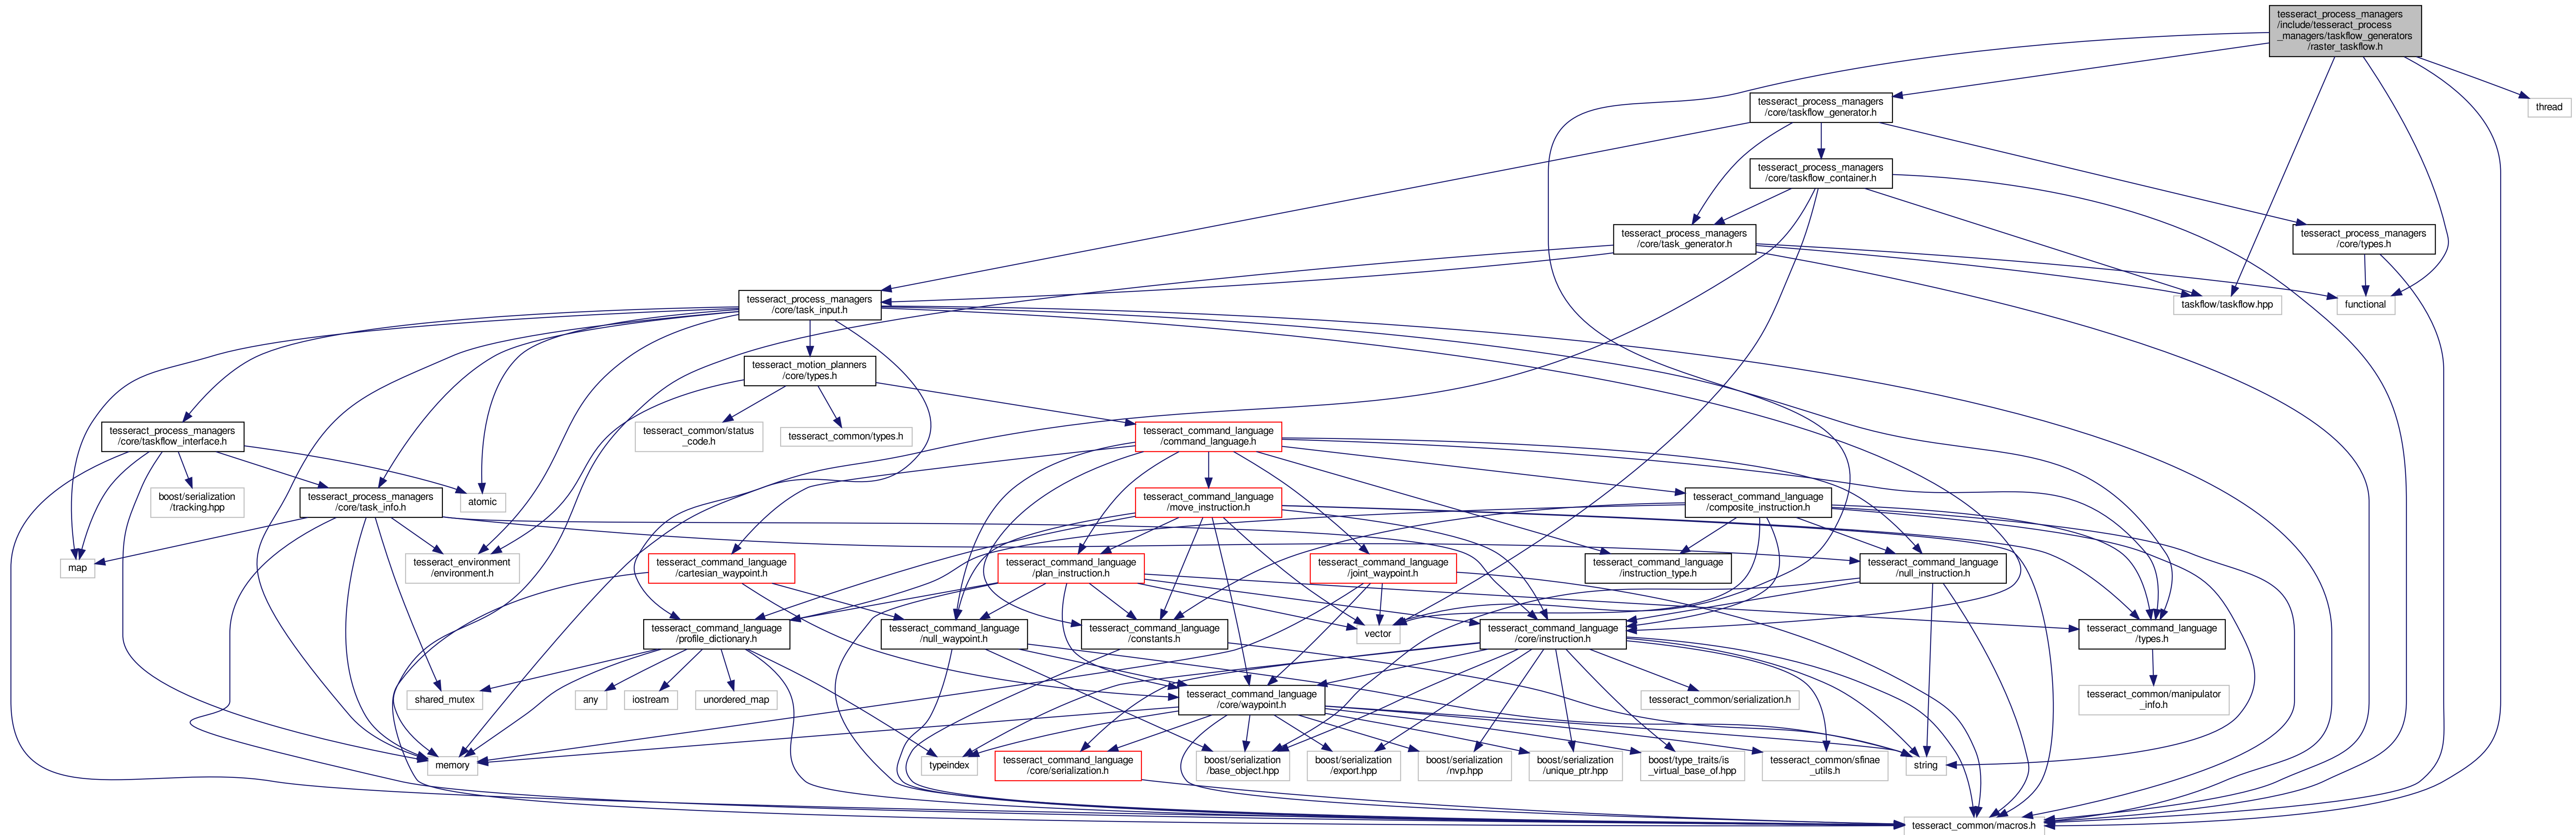 tesseract_process_managers
/include/tesseract_process
_managers/taskflow_generators
/raster_taskflow.h
thread
tesseract_process_managers
/core/taskflow_generator.h
tesseract_process_managers
/core/taskflow_container.h
tesseract_process_managers
/core/task_generator.h
tesseract_process_managers
/core/types.h
tesseract_process_managers
/core/task_input.h
taskflow/taskflow.hpp
functional
tesseract_motion_planners
/core/types.h
tesseract_process_managers
/core/taskflow_interface.h
tesseract_common/status
_code.h
tesseract_common/types.h
tesseract_command_language
/command_language.h
boost/serialization
/tracking.hpp
tesseract_process_managers
/core/task_info.h
atomic
tesseract_command_language
/move_instruction.h
tesseract_command_language
/composite_instruction.h
map
tesseract_environment
/environment.h
tesseract_command_language
/cartesian_waypoint.h
tesseract_command_language
/plan_instruction.h
tesseract_command_language
/joint_waypoint.h
tesseract_command_language
/instruction_type.h
tesseract_command_language
/null_instruction.h
tesseract_command_language
/profile_dictionary.h
tesseract_command_language
/null_waypoint.h
tesseract_command_language
/constants.h
vector
tesseract_command_language
/core/instruction.h
tesseract_command_language
/types.h
shared_mutex
any
iostream
unordered_map
tesseract_command_language
/core/waypoint.h
tesseract_common/serialization.h
tesseract_common/manipulator
_info.h
memory
typeindex
tesseract_command_language
/core/serialization.h
boost/serialization
/base_object.hpp
boost/serialization
/export.hpp
boost/serialization
/nvp.hpp
boost/serialization
/unique_ptr.hpp
boost/type_traits/is
_virtual_base_of.hpp
tesseract_common/sfinae
_utils.h
string
tesseract_common/macros.h